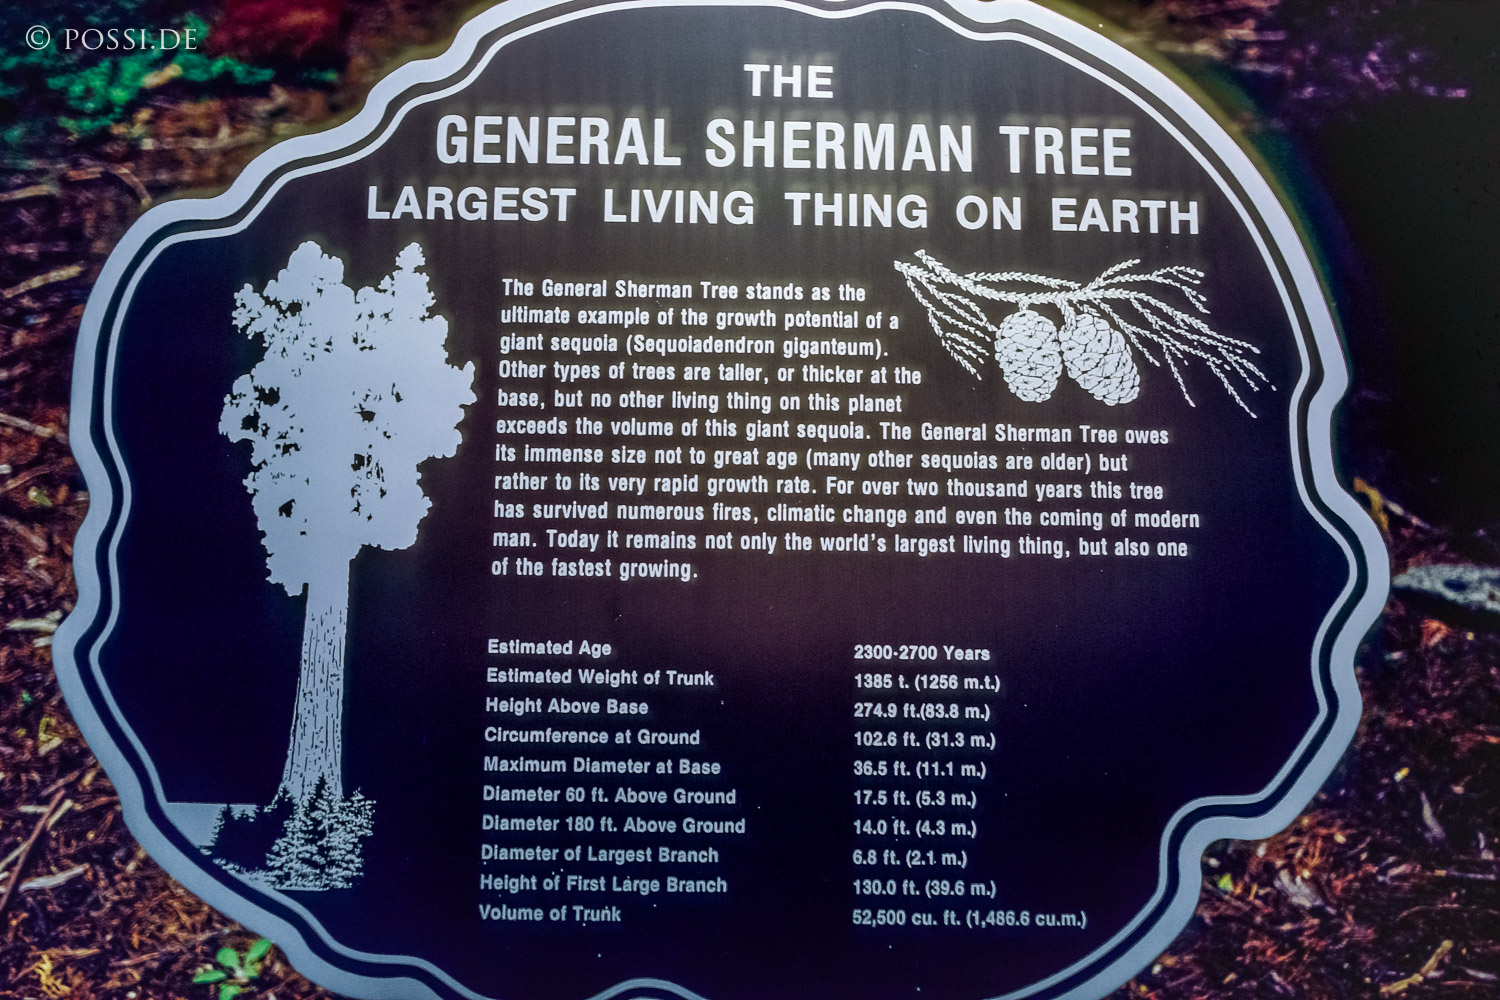 © POSSI.DE
THE
GENERAL SHERMAN TREE
LARGEST LIVING THING ON EARTH
The General Sherman Tree stands as the
ultimate example of the growth potential of a
giant sequoia (Sequoiadendron giganteum).
Other types of trees are taller, or thicker at the
base, but no other living thing on this planet
exceeds the volume of this giant sequoia. The General Sherman Tree owes
its immense size not to great age (many other sequoias are older) but
rather to its very rapid growth rate. For over two thousand years this tree
has survived numerous fires, climatic change and even the coming of modern
man. Today it remains not only the world's largest living thing, but also one
of the fastest growing.
Estimated Age 2300-2700 Years
Estimated Weight of Trunk 1385 t. (1256 m.t.)
Height Above Base 274.9 ft.(83.8 m.)
Circumference at Ground 102.6 ft. (31.3 m.)
Maximum Diameter at Base 36.5 ft. (11.1 m.)
Diameter 60 ft. Above Ground 17.5 ft. (5.3 m.)
Diameter 180 ft. Above Ground 14.0 ft. (4.3 m.)
Diameter of Largest Branch 6.8 ft. (2.1 m.)
Height of First Large Branch 130.0 ft. (39.6 m.)
Volume of Trunk 52,500 cu. ft. (1,486.6 cu.m.)